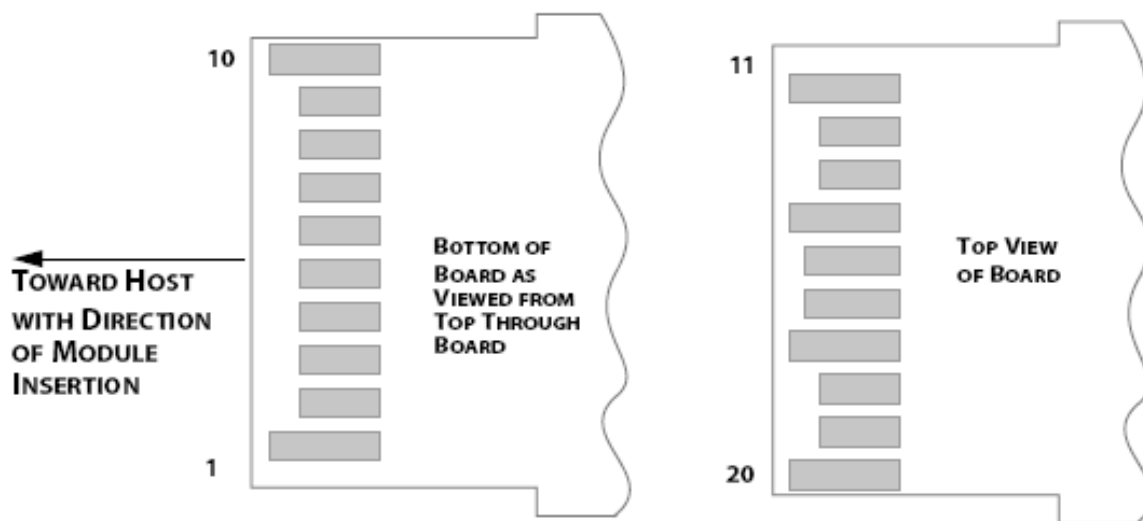 10
1
TOWARD HOST
WITH DIRECTION
OF MODULE
INSERTION
BOTTOM OF
BOARD AS
VIEWED FROM
TOP THROUGH
BOARD
11
20
TOP VIEW
OF BOARD